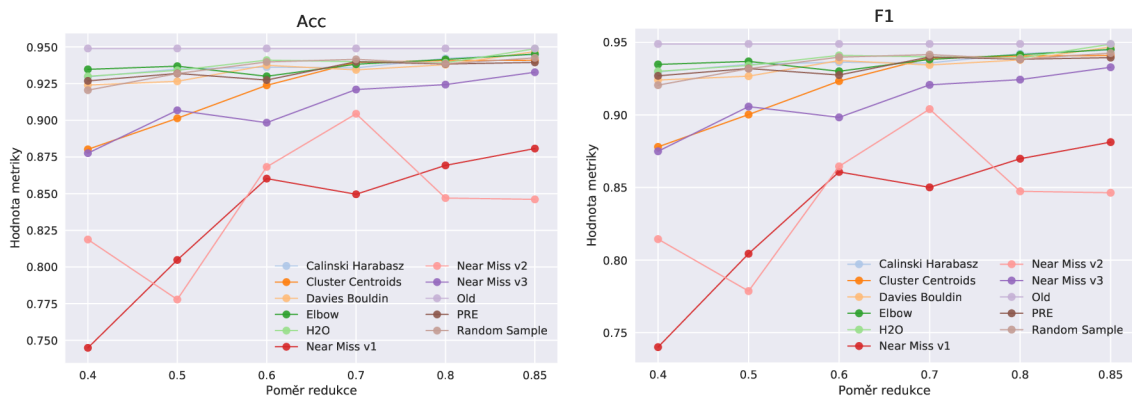 Acc
Hodnota metriky
0.950
0.925
0.900
0.875
0.850
0.825
0.800
0.775
0.750
Calinski Harabasz
Cluster Centroids
Davies Bouldin
Elbow
H2O
Near Miss v1
Near Miss v2
Near Miss v3
Old
PRE
Random Sample
0.4 0.5 0.6 0.7 0.8 0.85
Poměr redukce
F1
Hodnota metriky
0.95
0.90
0.85
0.80
0.75
Calinski Harabasz
Cluster Centroids
Davies Bouldin
Elbow
H2O
Near Miss v1
Near Miss v2
Near Miss v3
Old
PRE
Random Sample
0.4 0.5 0.6 0.7 0.8 0.85
Poměr redukce